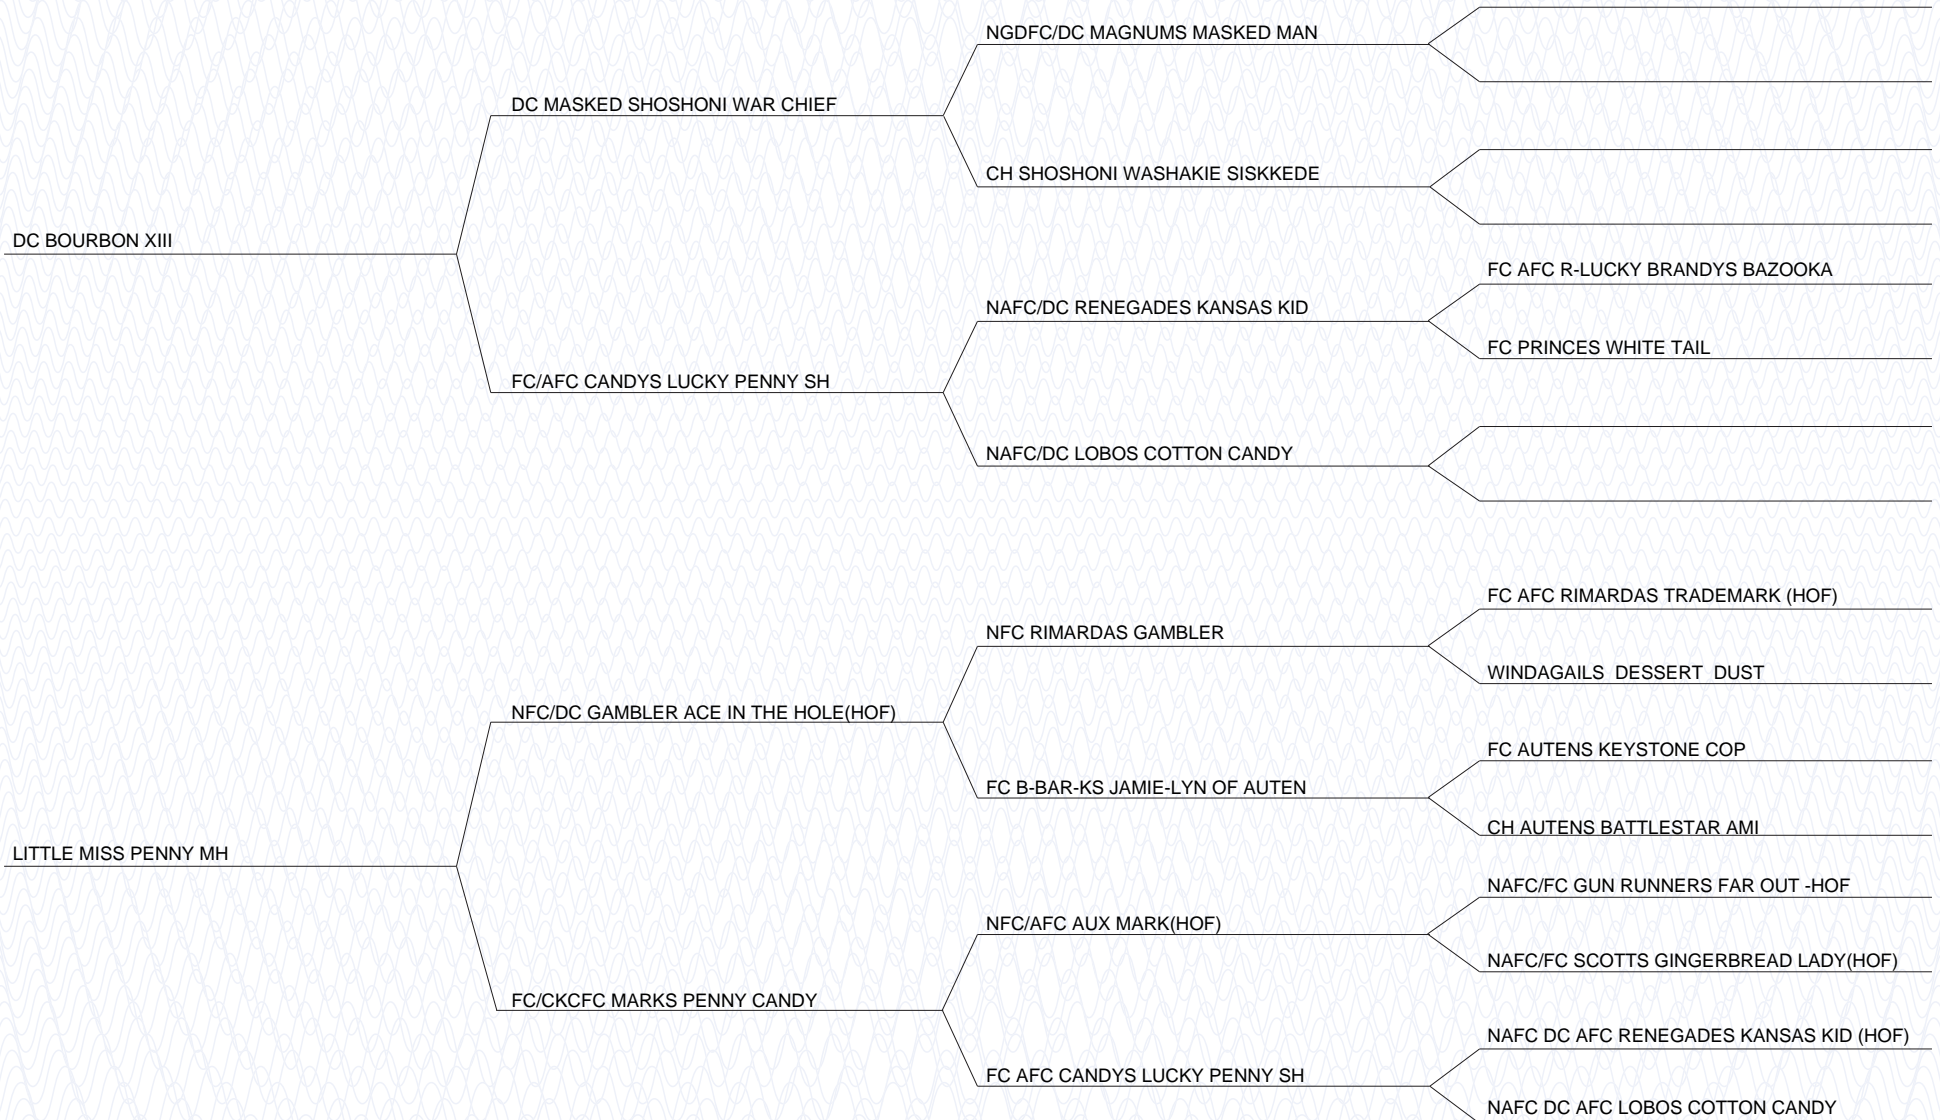 NGDFC/DC MAGNUMS MASKED MAN
DC MASKED SHOSHONI WAR CHIEF
CH SHOSHONI WASHAKIE SISKKEDE
DC BOURBON XIII
FC AFC R-LUCKY BRANDYS BAZOOKA
NAFC/DC RENEGADES KANSAS KID
FC PRINCES WHITE TAIL
FC/AFC CANDYS LUCKY PENNY SH
NAFC/DC LOBOS COTTON CANDY
FC AFC RIMARDAS TRADEMARK (HOF)
NFC RIMARDAS GAMBLER
WINDAGAILS  DESSERT  DUST
NFC/DC GAMBLER ACE IN THE HOLE(HOF)
FC AUTENS KEYSTONE COP
FC B-BAR-KS JAMIE-LYN OF AUTEN
CH AUTENS BATTLESTAR AMI
LITTLE MISS PENNY MH
NAFC/FC GUN RUNNERS FAR OUT -HOF
NFC/AFC AUX MARK(HOF)
NAFC/FC SCOTTS GINGERBREAD LADY(HOF)
FC/CKCFC MARKS PENNY CANDY
NAFC DC AFC RENEGADES KANSAS KID (HOF)
FC AFC CANDYS LUCKY PENNY SH
NAFC DC AFC LOBOS COTTON CANDY